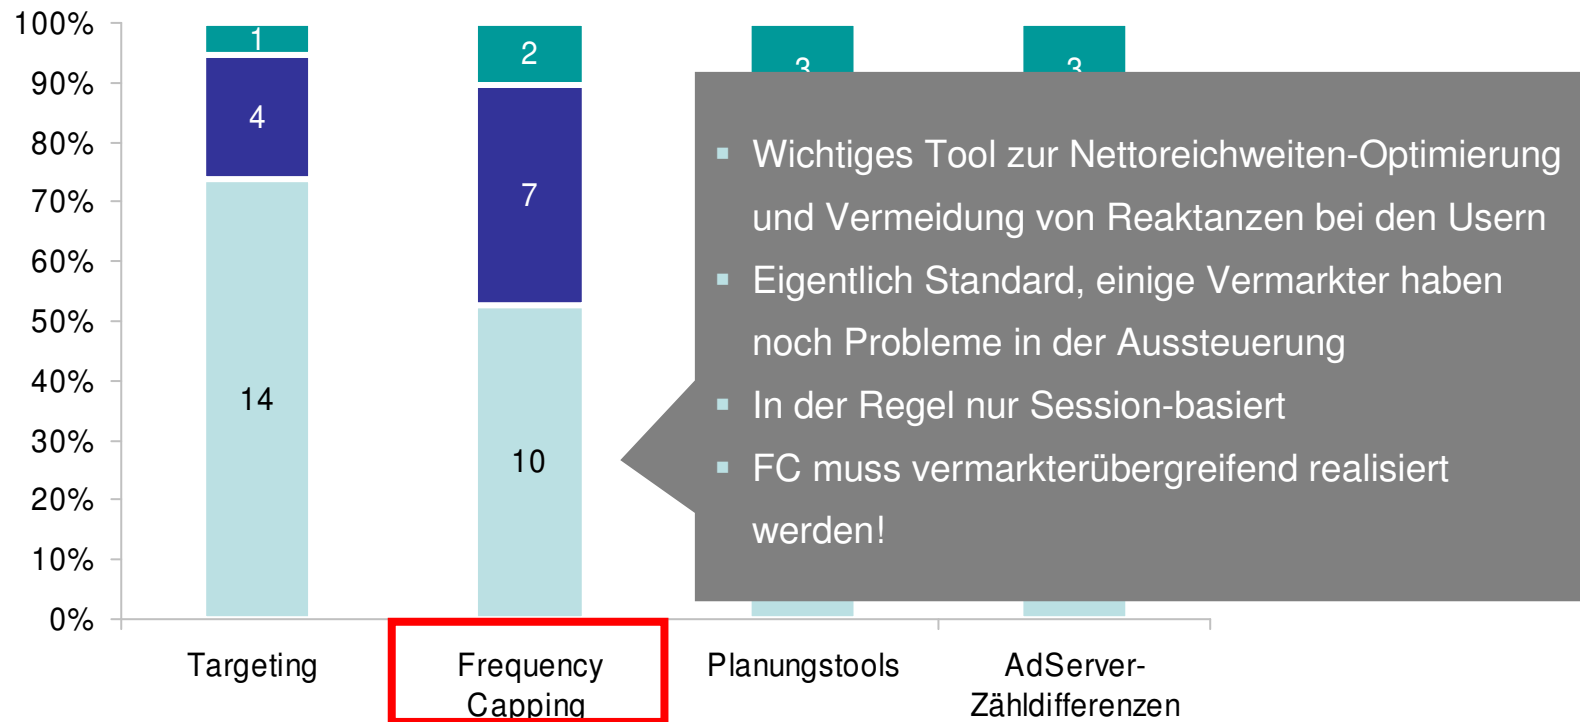 100%
90%
80%
70%
60%
50%
40%
30%
20%
10%
0%
1
4
14
2
7
10
3
3
Wichtiges Tool zur Nettoreichweiten-Optimierung
und Vermeidung von Reaktanzen bei den Usern
Eigentlich Standard, einige Vermarkter haben
noch Probleme in der Aussteuerung
In der Regel nur Session-basiert
FC muss vermarkterübergreifend realisiert
werden!
Targeting
Frequency
Capping
Planungstools
AdServer-
Zähldifferenzen